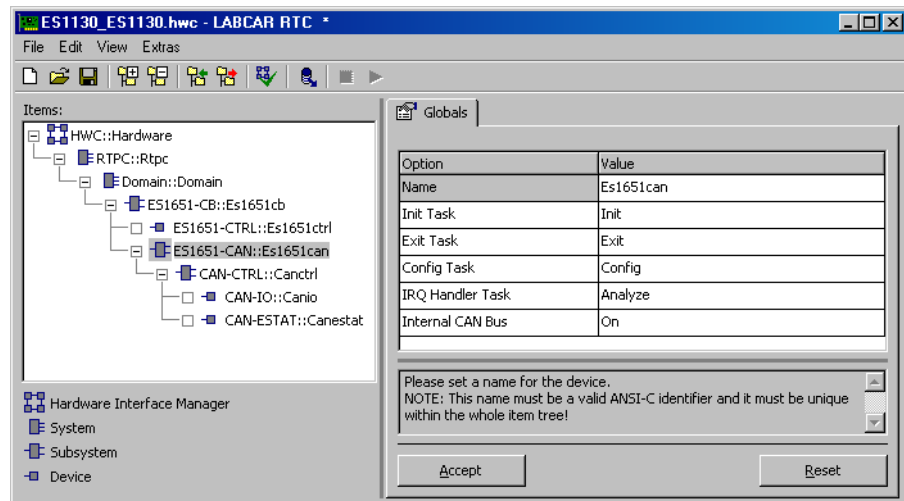 ES1130_ES1130.hwc - LABCAR RTC *
File Edit View Extras
Items:
HWC::Hardware
RTPC::Rtpc
Domain::Domain
ES1651-CB::Es1651cb
ES1651-CTRL::Es1651ctrl
ES1651-CAN::Es1651can
CAN-CTRL::Canctrl
CAN-IO::Canio
CAN-ESTAT::Canestat
Hardware Interface Manager
System
Subsystem
Device
Globals
Option Value
Name Es1651can
Init Task Init
Exit Task Exit
Config Task Config
IRQ Handler Task Analyze
Internal CAN Bus On
Please set a name for the device.
NOTE: This name must be a valid ANSI-C identifier and it must be unique
within the whole item tree!
Accept Reset